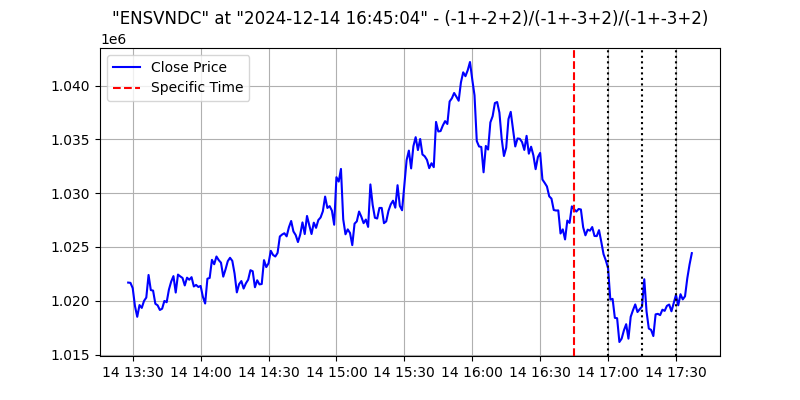 "ENSVNDC" at "2024-12-14 16:45:04" - (-1+-2+2)/(-1+-3+2)/(-1+-3+2)
1e6
Close Price
Specific Time
1.040
1.035
1.030
1.025
1.020
1.015
14 13:30 14 14:00 14 14:30 14 15:00 14 15:30 14 16:00 14 16:30 14 17:00 14 17:30